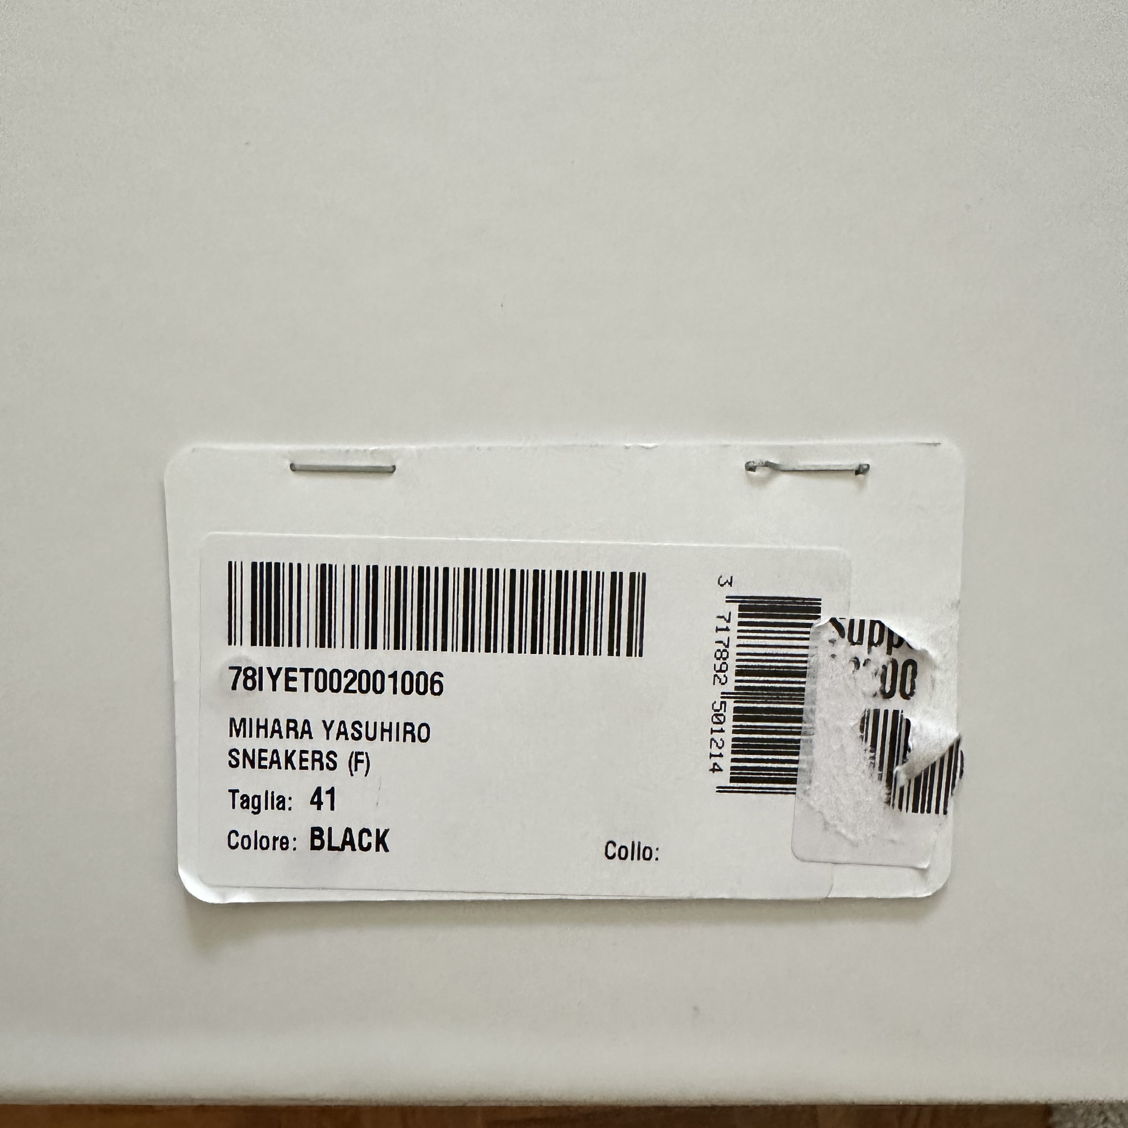 78IYET002001006
MIHARA YASUHIRO
SNEAKERS (F)
Taglia: 41
Colore: BLACK
Collo:
3 717892 501214